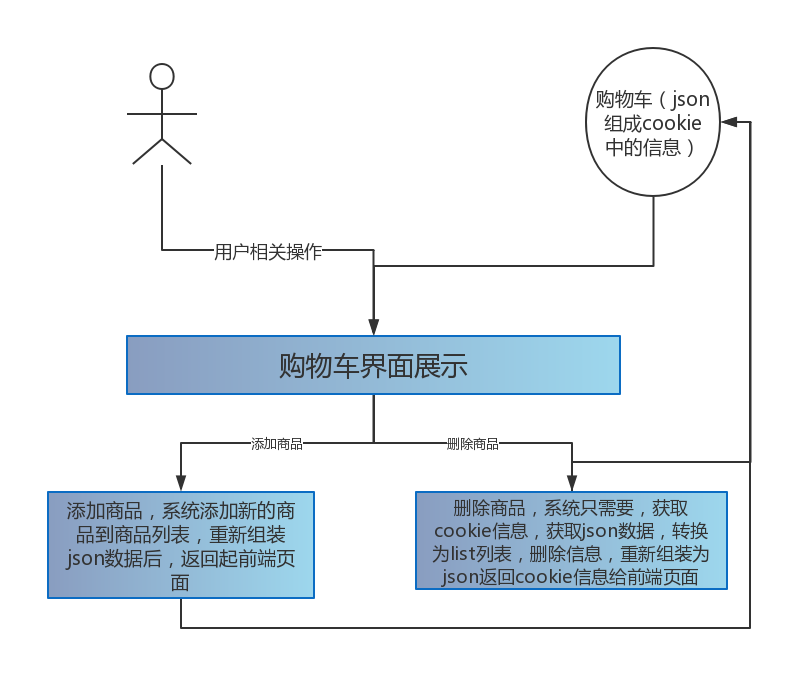 购物车（json
组成cookie
中的信息）
用户相关操作
购物车界面展示
添加商品
删除商品
添加商品，系统添加新的商
品到商品列表，重新组装
json数据后，返回起前端页
面
删除商品，系统只需要，获取
cookie信息，获取json数据，转换
为list列表，删除信息，重新组装为
json返回cookie信息给前端页面